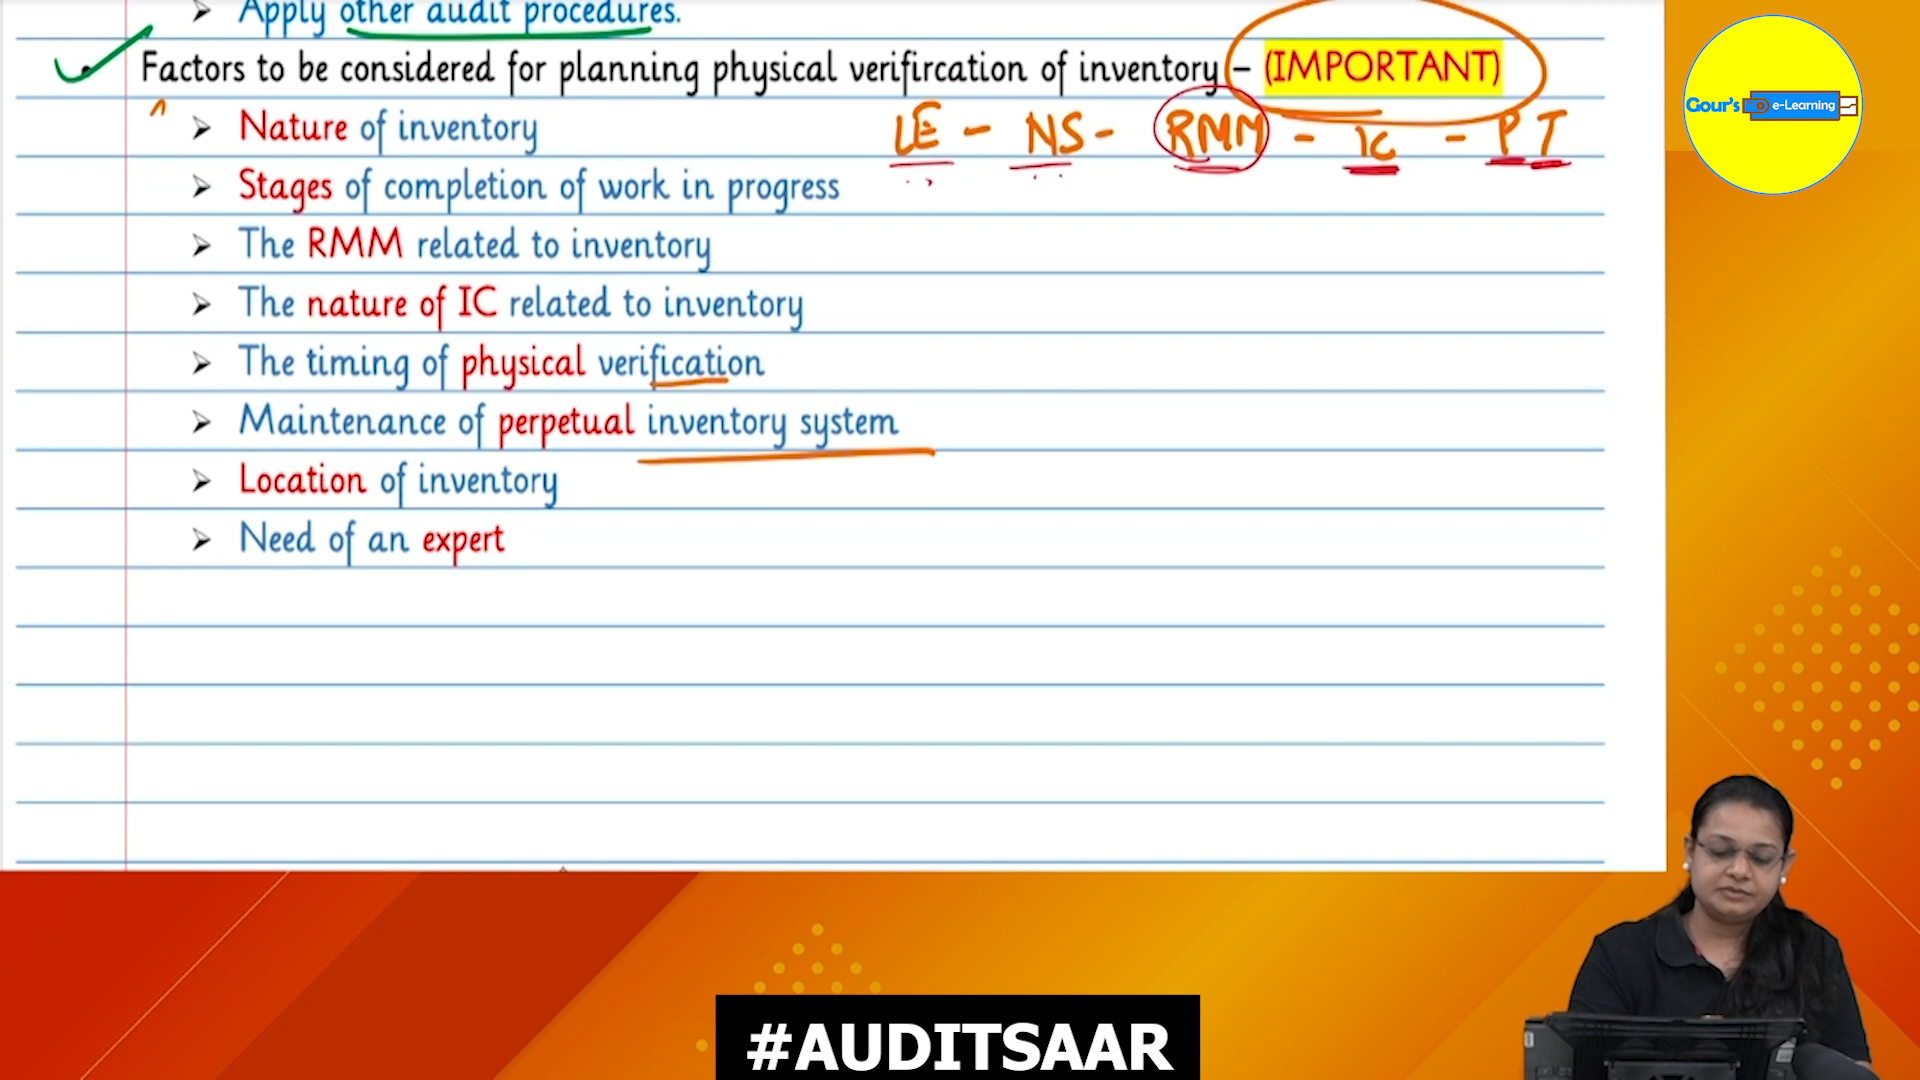 Apply other audit procedures.
Factors to be considered for planning physical verifircation of inventory – (IMPORTANT)
LE - NS - RMM - IC - PT
Nature of inventory
Stages of completion of work in progress
The RMM related to inventory
The nature of IC related to inventory
The timing of physical verification
Maintenance of perpetual inventory system
Location of inventory
Need of an expert
Gour's e-Learning
#AUDITSAAR